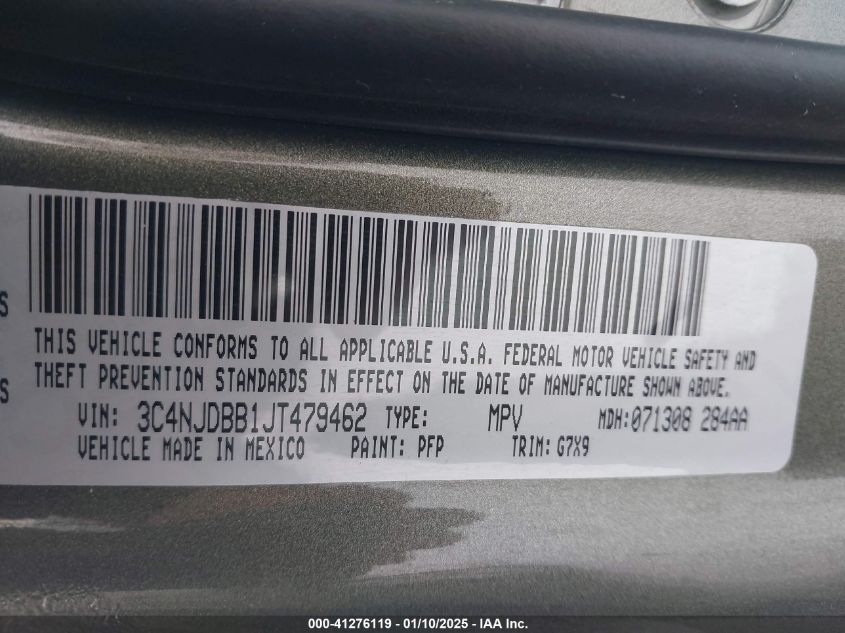 THIS VEHICLE CONFORMS TO ALL APPLICABLE U.S.A. FEDERAL MOTOR VEHICLE SAFETY AND
S
THEFT PREVENTION STANDARDS IN EFFECT ON THE DATE OF MANUFACTURE SHOWN ABOVE.
S
VIN: 3C4NJDBB1JT479462 TYPE: MPV MDH:071308 284AA
VEHICLE MADE IN MEXICO PAINT: PFP TRIM: G7X9
000-41276119 - 01/10/2025 - IAA Inc.